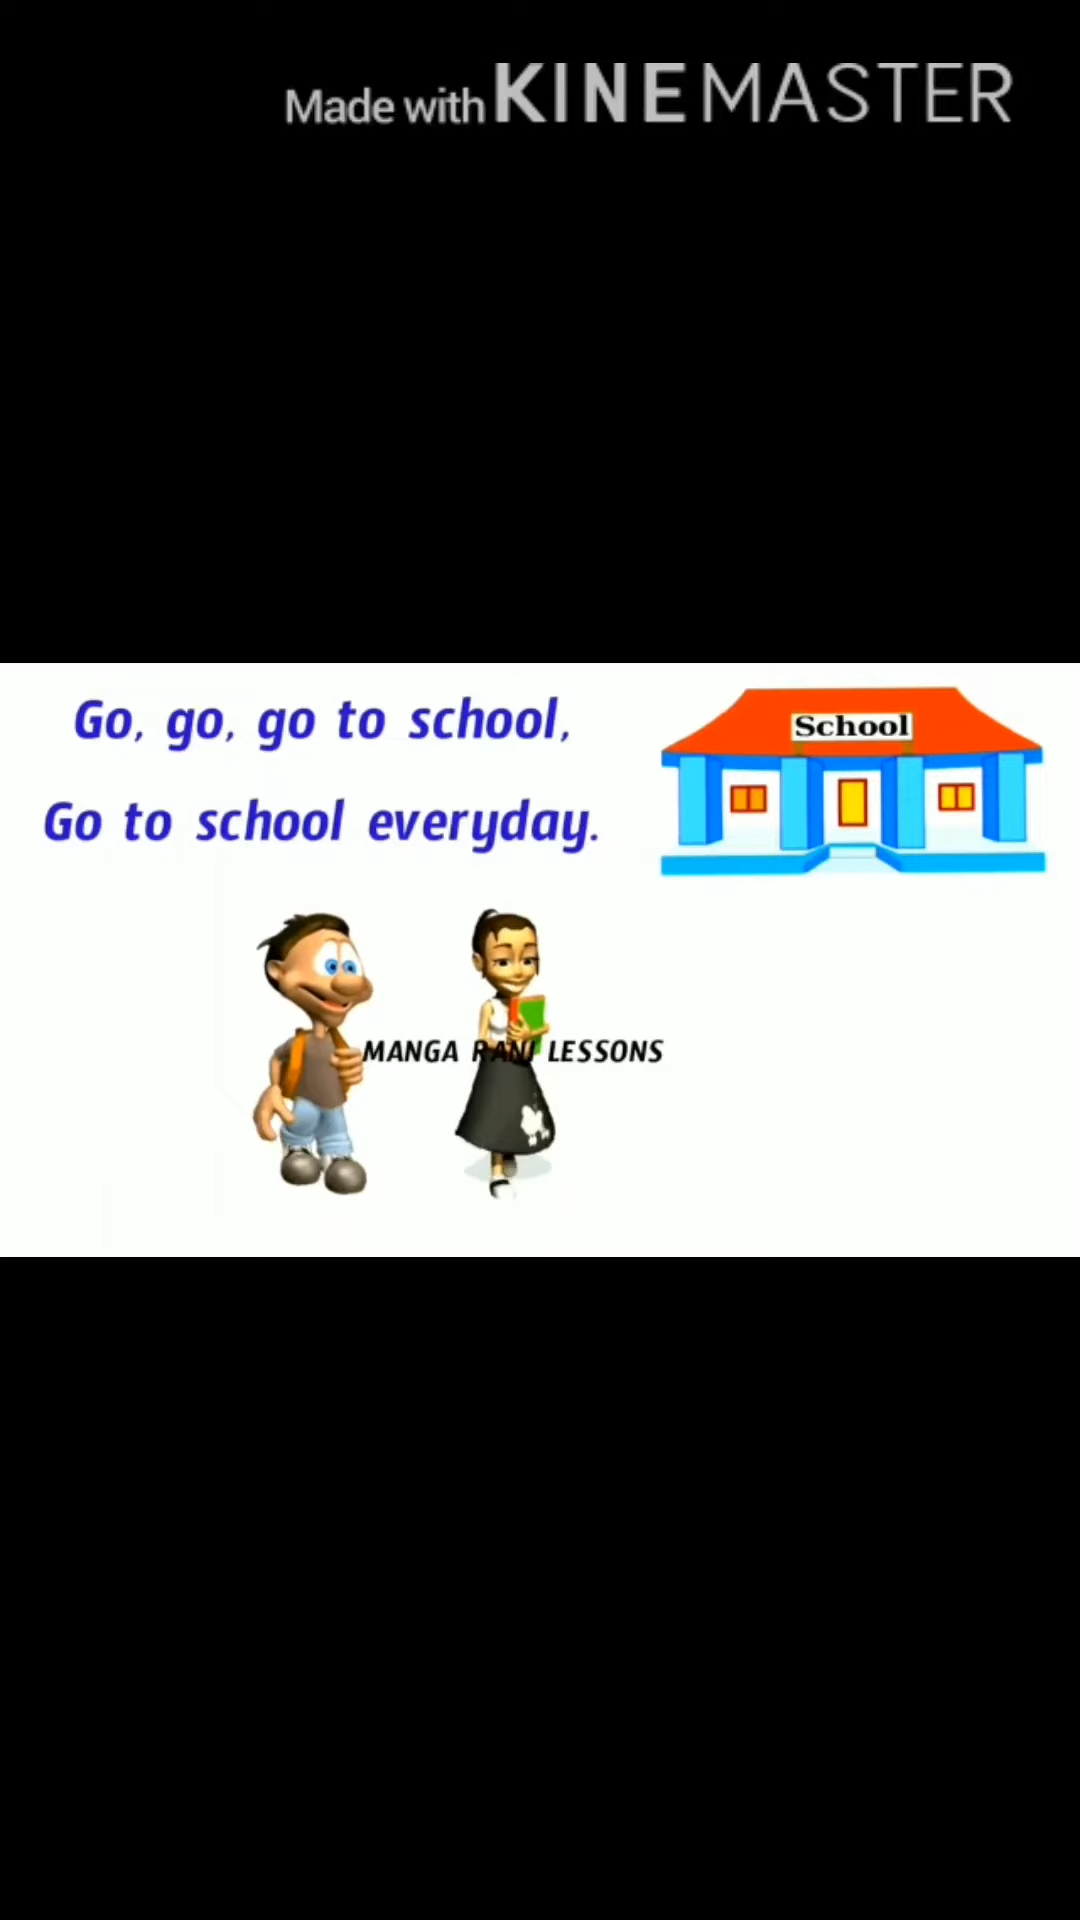 Made with KINEMASTER
Go, go, go to school,
School
Go to school everyday.
MANGA RANI LESSONS